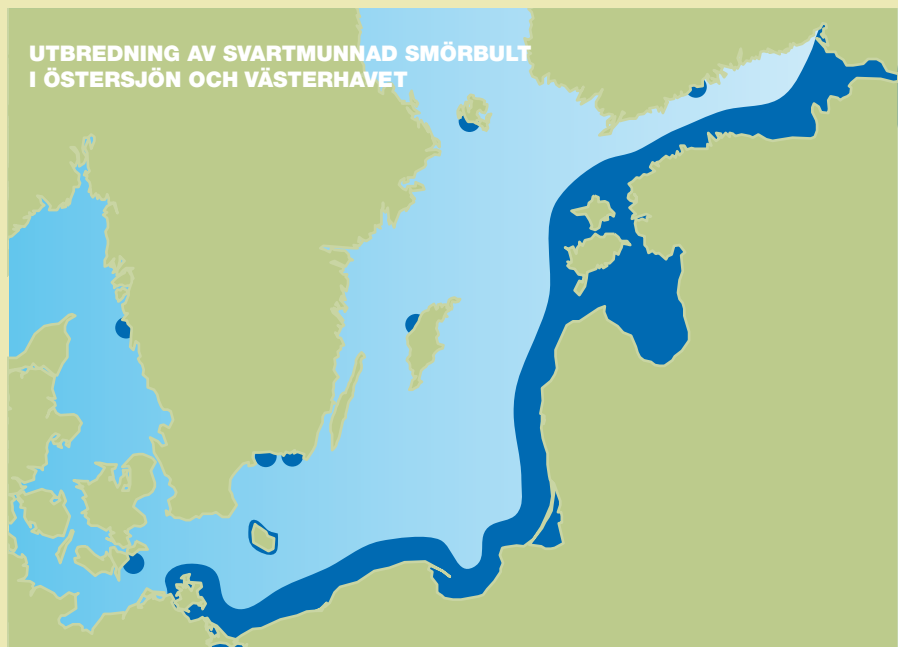 UTBREDNING AV SVARTMUNNAD SMÖRBULT
I ÖSTERSJÖN OCH VÄSTERHAVET